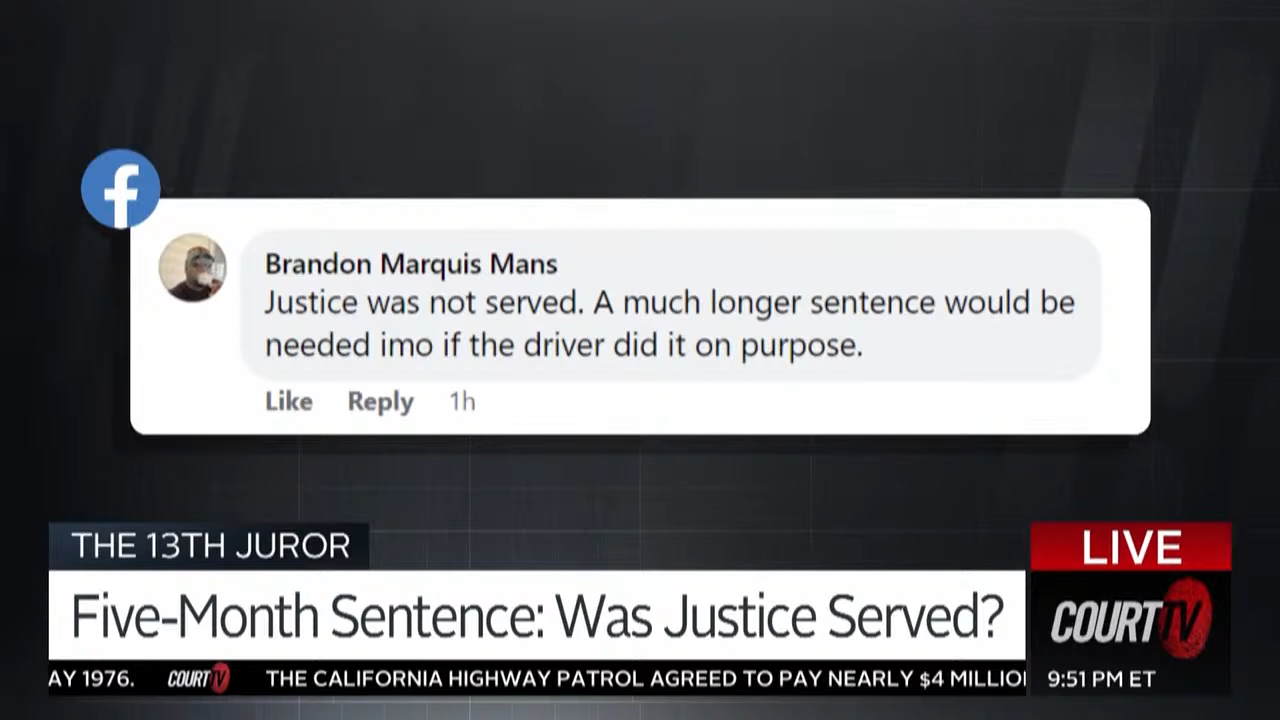 f
Brandon Marquis Mans
Justice was not served. A much longer sentence would be
needed imo if the driver did it on purpose.
Like Reply 1h
THE 13TH JUROR
Five-Month Sentence: Was Justice Served?
LIVE
COURT TV
AY 1976. COURT TV THE CALIFORNIA HIGHWAY PATROL AGREED TO PAY NEARLY $4 MILLIO
9:51 PM ET